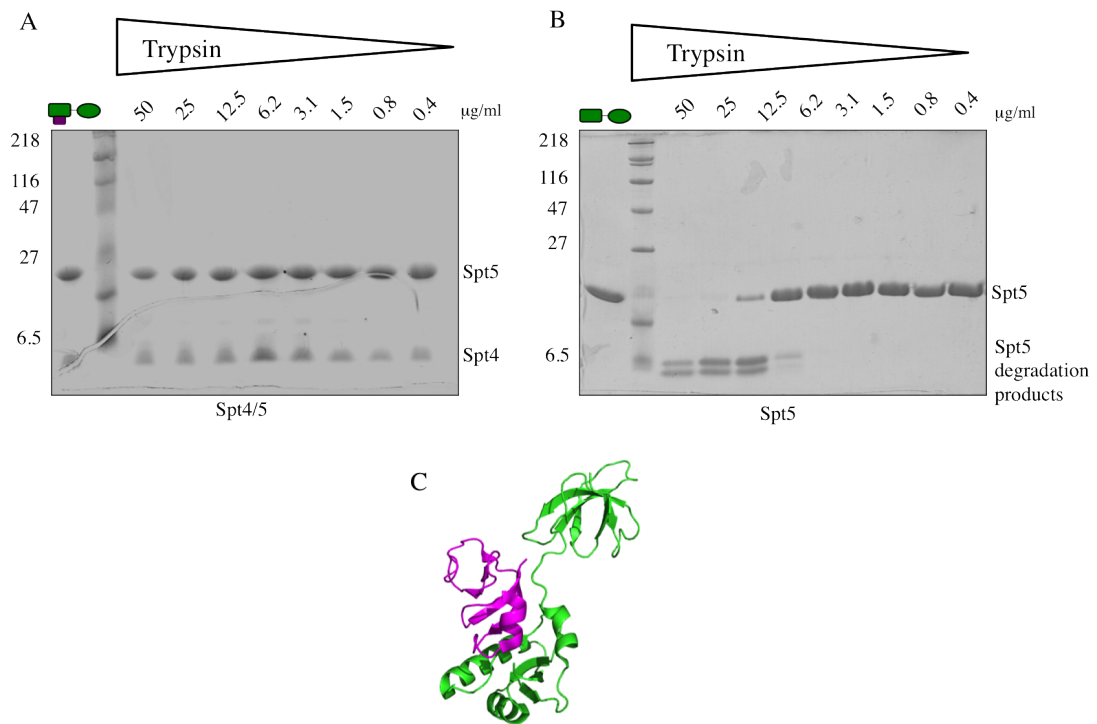 A
Trypsin
50 25 12.5 6.2 3.1 1.5 0.8 0.4 µg/ml
218
116
47
27
6.5
Spt5
Spt4
Spt4/5
B
Trypsin
50 25 12.5 6.2 3.1 1.5 0.8 0.4 µg/ml
218
116
47
27
6.5
Spt5
Spt5
degradation
products
Spt5
C